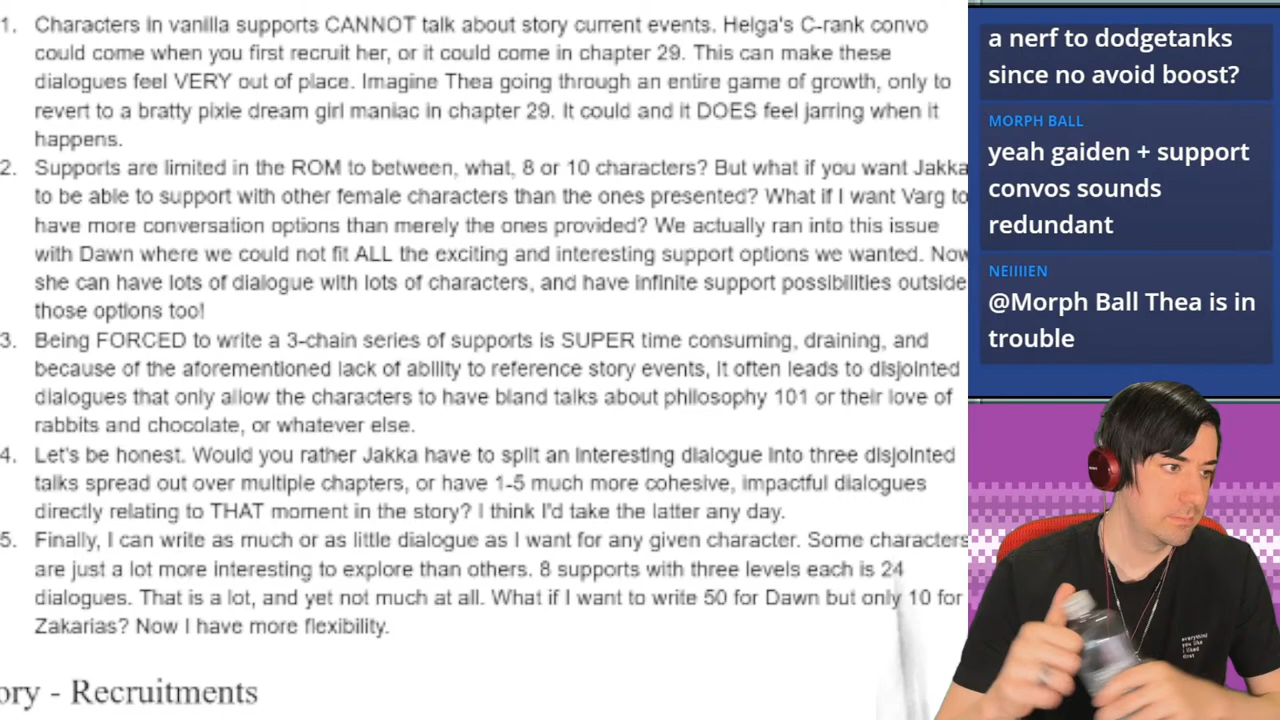 1. Characters in vanilla supports CANNOT talk about story current events. Helga's C-rank convo
could come when you first recruit her, or it could come in chapter 29. This can make these
dialogues feel VERY out of place. Imagine Thea going through an entire game of growth, only to
revert to a bratty pixie dream girl maniac in chapter 29. It could and it DOES feel jarring when it
happens.
2. Supports are limited in the ROM to between, what, 8 or 10 characters? But what if you want Jakka
to be able to support with other female characters than the ones presented? What if I want Varg to
have more conversation options than merely the ones provided? We actually ran into this issue
with Dawn where we could not fit ALL the exciting and interesting support options we wanted. Now
she can have lots of dialogue with lots of characters, and have infinite support possibilities outside
those options too!
3. Being FORCED to write a 3-chain series of supports is SUPER time consuming, draining, and
because of the aforementioned lack of ability to reference story events, it often leads to disjointed
dialogues that only allow the characters to have bland talks about philosophy 101 or their love of
rabbits and chocolate, or whatever else.
4. Let's be honest. Would you rather Jakka have to split an interesting dialogue into three disjointed
talks spread out over multiple chapters, or have 1-5 much more cohesive, impactful dialogues
directly relating to THAT moment in the story? I think I'd take the latter any day.
5. Finally, I can write as much or as little dialogue as I want for any given character. Some characters
are just a lot more interesting to explore than others. 8 supports with three levels each is 24
dialogues. That is a lot, and yet not much at all. What if I want to write 50 for Dawn but only 10 for
Zakarias? Now I have more flexibility.
ory - Recruitments
a nerf to dodgetanks
since no avoid boost?
MORPH BALL
yeah gaiden + support
convos sounds
redundant
NEIIIIEN
@Morph Ball Thea is in
trouble
everything
you like
i liked
first